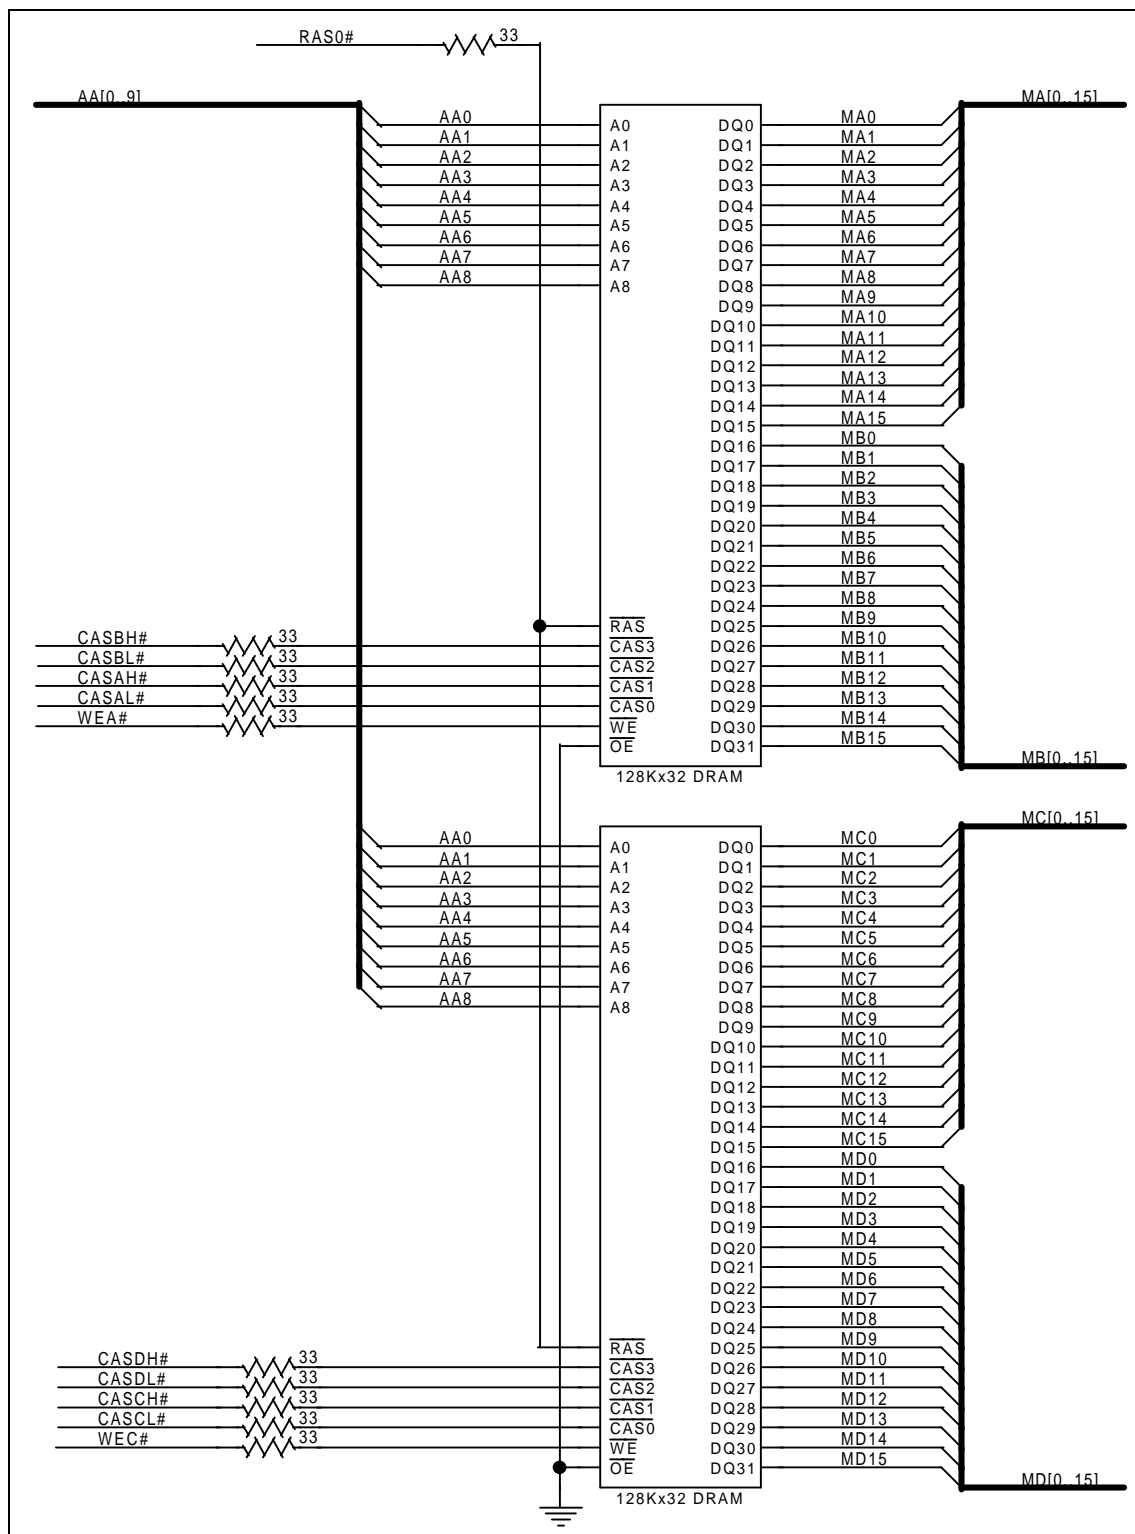 RAS0# 33
AA[0..9] MA[0..15]
AA0 A0 DQ0 MA0
AA1 A1 DQ1 MA1
AA2 A2 DQ2 MA2
AA3 A3 DQ3 MA3
AA4 A4 DQ4 MA4
AA5 A5 DQ5 MA5
AA6 A6 DQ6 MA6
AA7 A7 DQ7 MA7
AA8 A8 DQ8 MA8
DQ9 MA9
DQ10 MA10
DQ11 MA11
DQ12 MA12
DQ13 MA13
DQ14 MA14
DQ15 MA15
DQ16 MB0
DQ17 MB1
DQ18 MB2
DQ19 MB3
DQ20 MB4
DQ21 MB5
DQ22 MB6
DQ23 MB7
DQ24 MB8
RAS DQ25 MB9
CASBH# 33 CAS3 DQ26 MB10
CASBL# 33 CAS2 DQ27 MB11
CASAH# 33 CAS1 DQ28 MB12
CASAL# 33 CAS0 DQ29 MB13
WEA# 33 WE DQ30 MB14
OE DQ31 MB15
MB[0..15]
128Kx32 DRAM
MC[0..15]
AA0 A0 DQ0 MC0
AA1 A1 DQ1 MC1
AA2 A2 DQ2 MC2
AA3 A3 DQ3 MC3
AA4 A4 DQ4 MC4
AA5 A5 DQ5 MC5
AA6 A6 DQ6 MC6
AA7 A7 DQ7 MC7
AA8 A8 DQ8 MC8
DQ9 MC9
DQ10 MC10
DQ11 MC11
DQ12 MC12
DQ13 MC13
DQ14 MC14
DQ15 MC15
DQ16 MD0
DQ17 MD1
DQ18 MD2
DQ19 MD3
DQ20 MD4
DQ21 MD5
DQ22 MD6
DQ23 MD7
DQ24 MD8
RAS DQ25 MD9
CASDH# 33 CAS3 DQ26 MD10
CASDL# 33 CAS2 DQ27 MD11
CASCH# 33 CAS1 DQ28 MD12
CASCL# 33 CAS0 DQ29 MD13
WEC# 33 WE DQ30 MD14
OE DQ31 MD15
MD[0..15]
128Kx32 DRAM